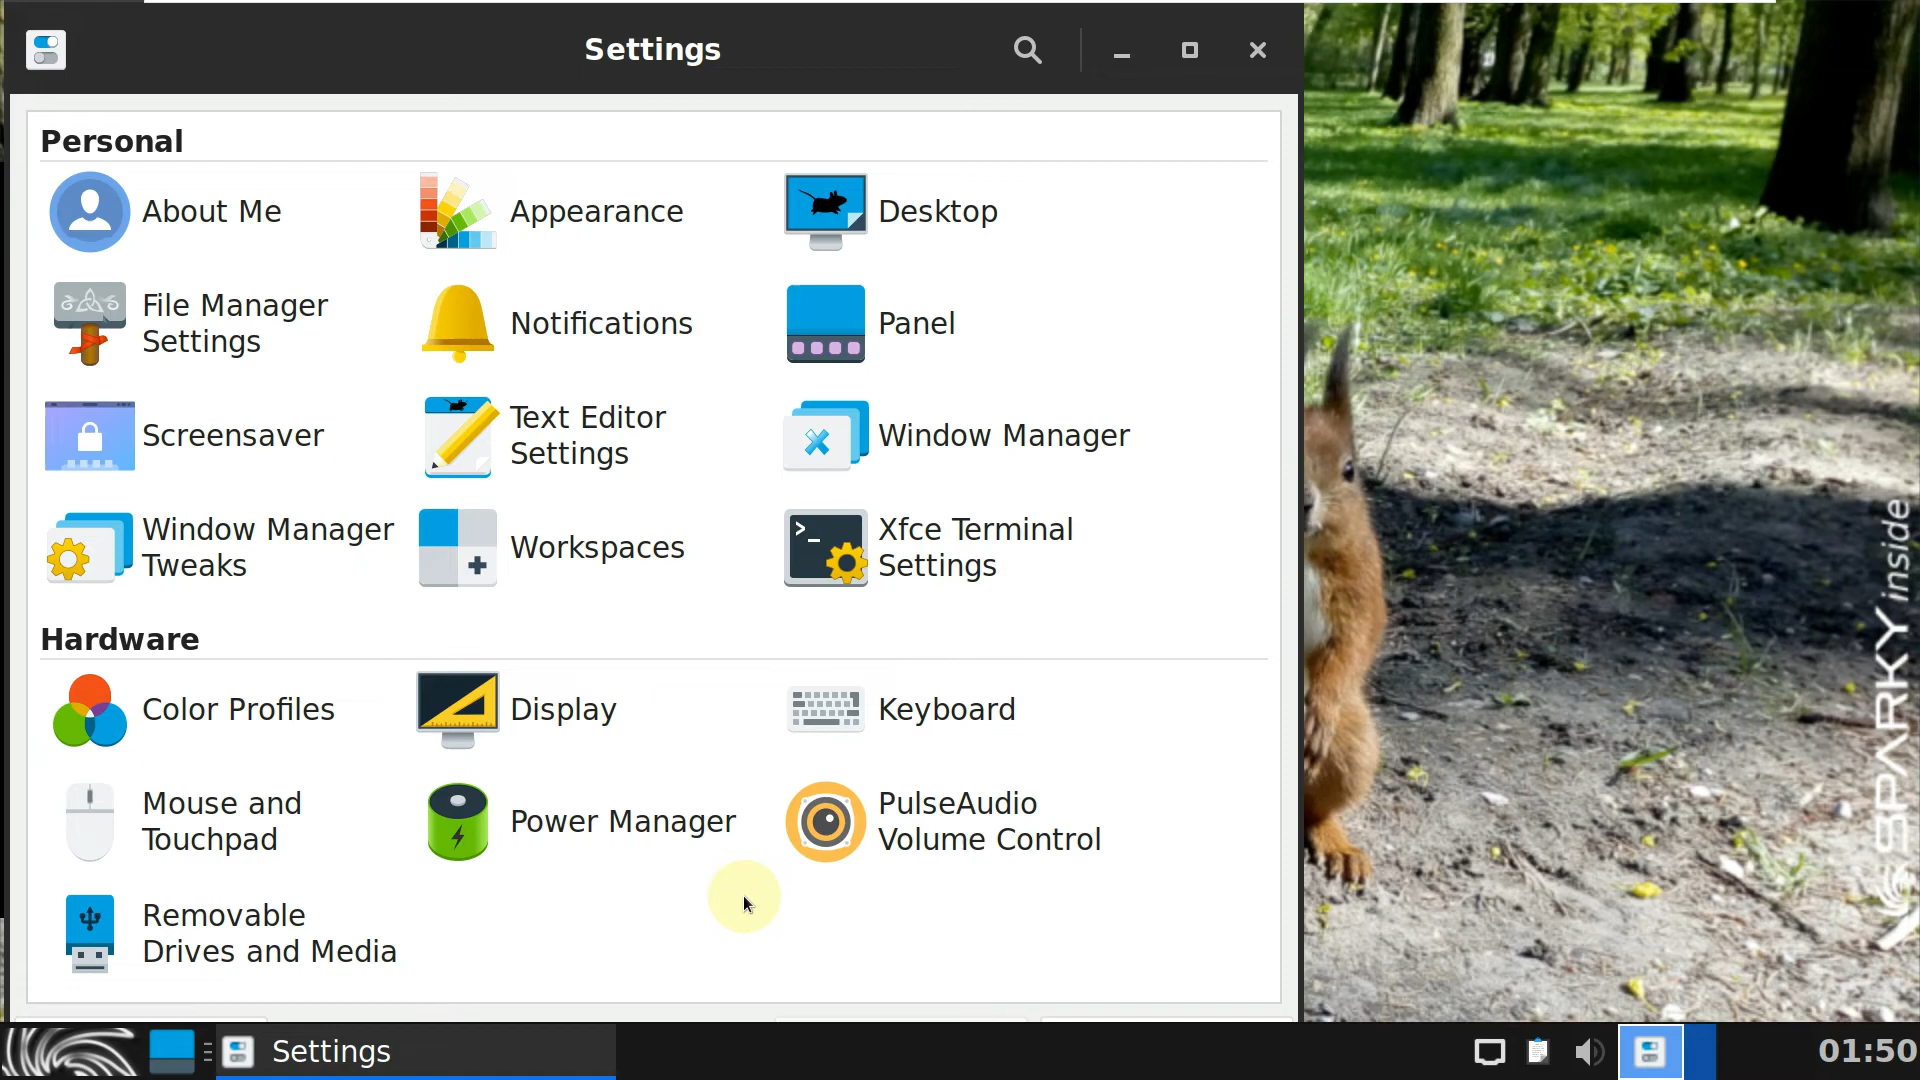 Settings
Personal
About Me
Appearance
Desktop
File Manager
Settings
Notifications
Panel
Screensaver
Text Editor
Settings
Window Manager
Window Manager
Tweaks
Workspaces
>_
Xfce Terminal
Settings
Hardware
Color Profiles
Display
Keyboard
Mouse and
Touchpad
Power Manager
PulseAudio
Volume Control
Removable
Drives and Media
SPARKY inside
Settings
01:50